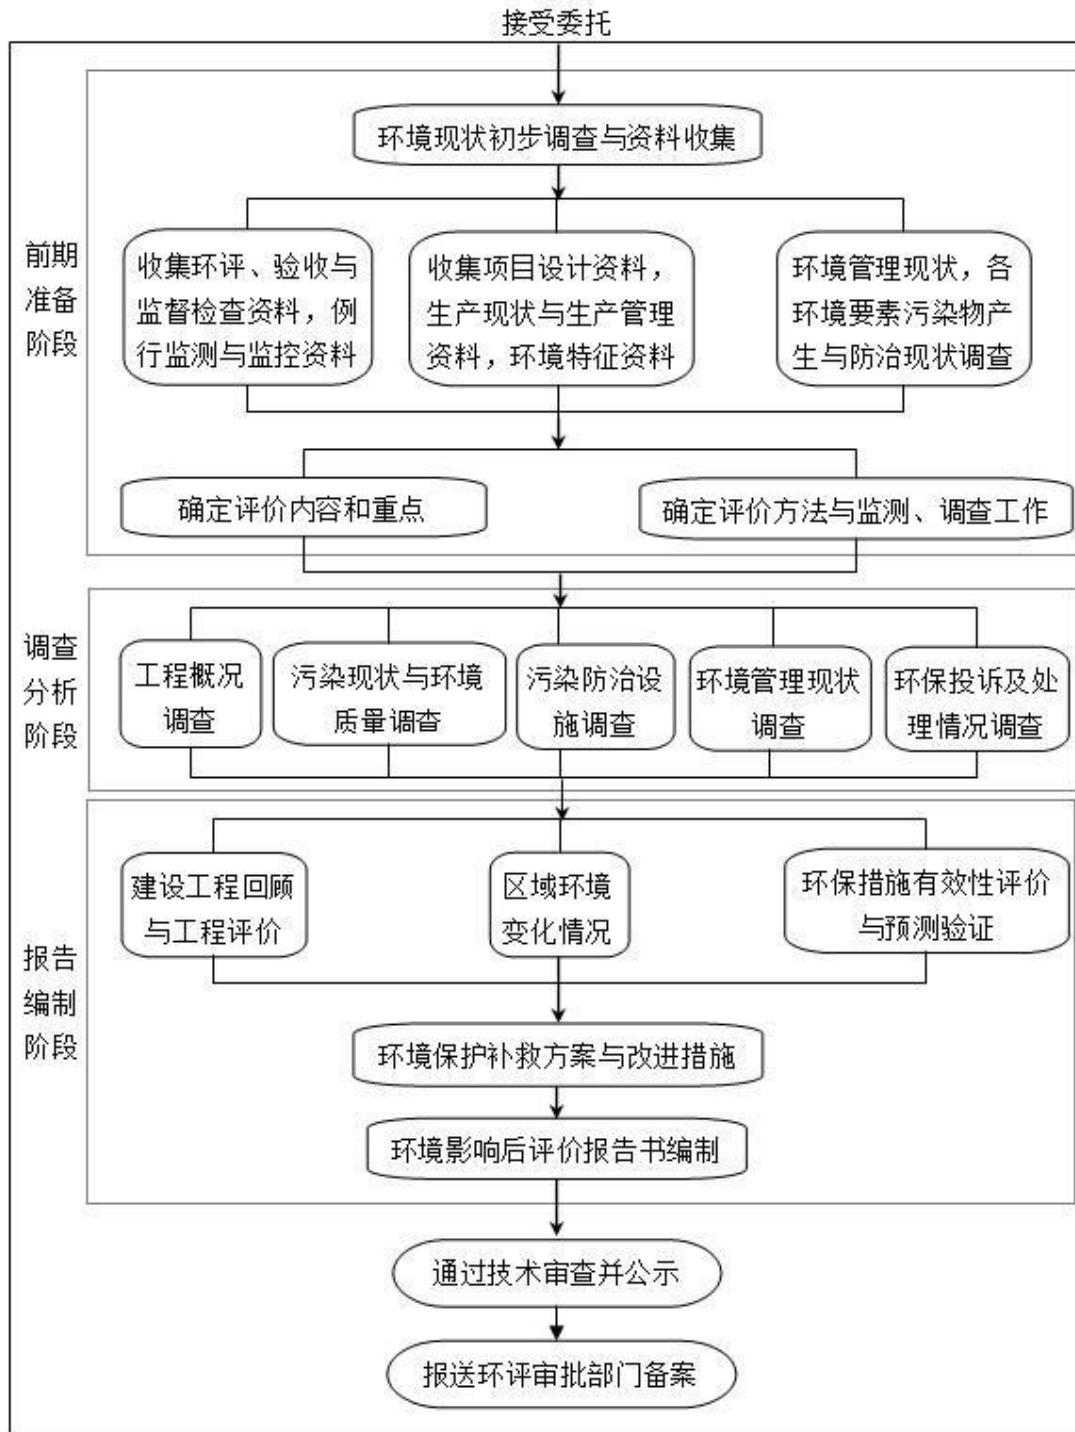 接受委托
环境现状初步调查与资料收集
前期
准备
阶段
收集环评、验收与
监督检查资料，例
行监测与监控资料
收集项目设计资料，
生产现状与生产管理
资料，环境特征资料
环境管理现状，各
环境要素污染物产
生与防治现状调查
确定评价内容和重点
确定评价方法与监测、调查工作
调查
分析
阶段
工程概况
调查
污染现状与环境
质量调查
污染防治设
施调查
环境管理现状
调查
环保投诉及处
理情况调查
报告
编制
阶段
建设工程回顾
与工程评价
区域环境
变化情况
环保措施有效性评价
与预测验证
环境保护补救方案与改进措施
环境影响后评价报告书编制
通过技术审查并公示
报送环评审批部门备案